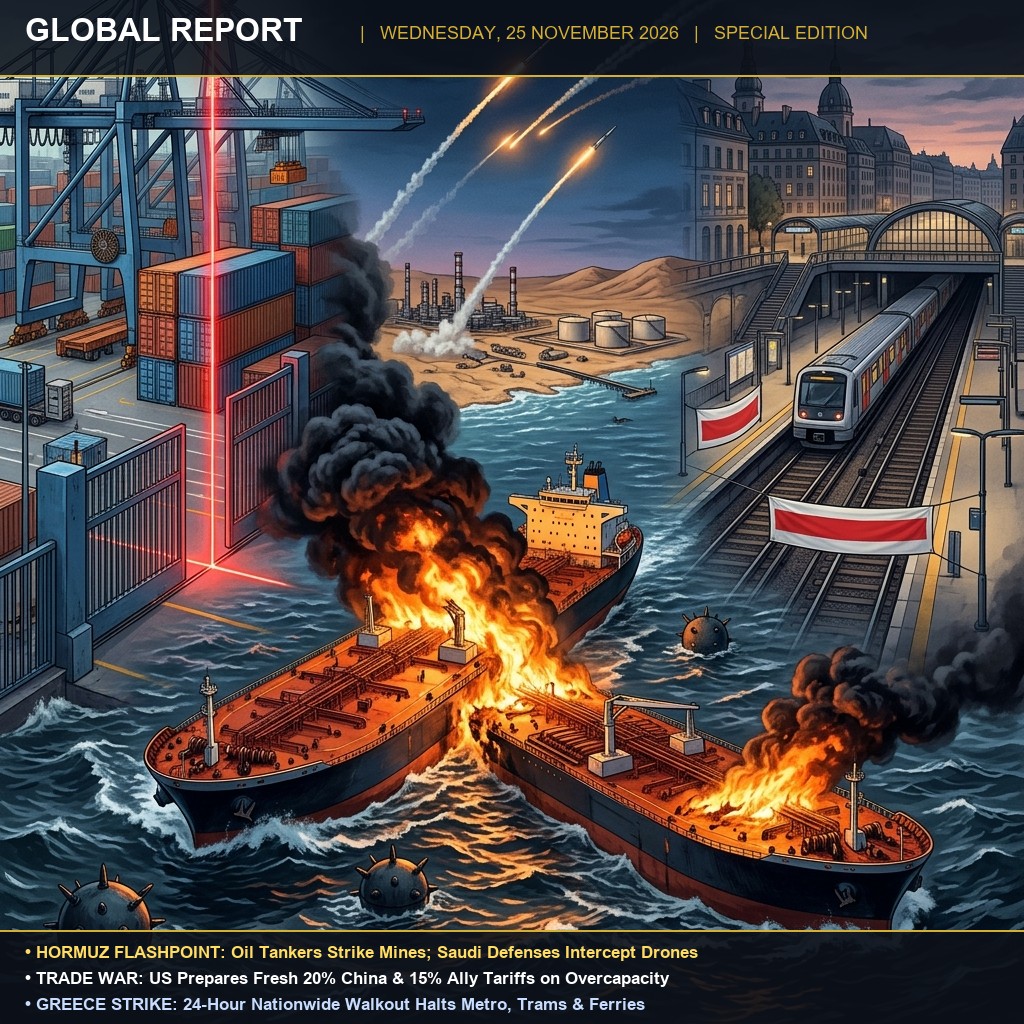 GLOBAL REPORT | WEDNESDAY, 25 NOVEMBER 2026 | SPECIAL EDITION
• HORMUZ FLASHPOINT: Oil Tankers Strike Mines; Saudi Defenses Intercept Drones
• TRADE WAR: US Prepares Fresh 20% China & 15% Ally Tariffs on Overcapacity
• GREECE STRIKE: 24-Hour Nationwide Walkout Halts Metro, Trams & Ferries